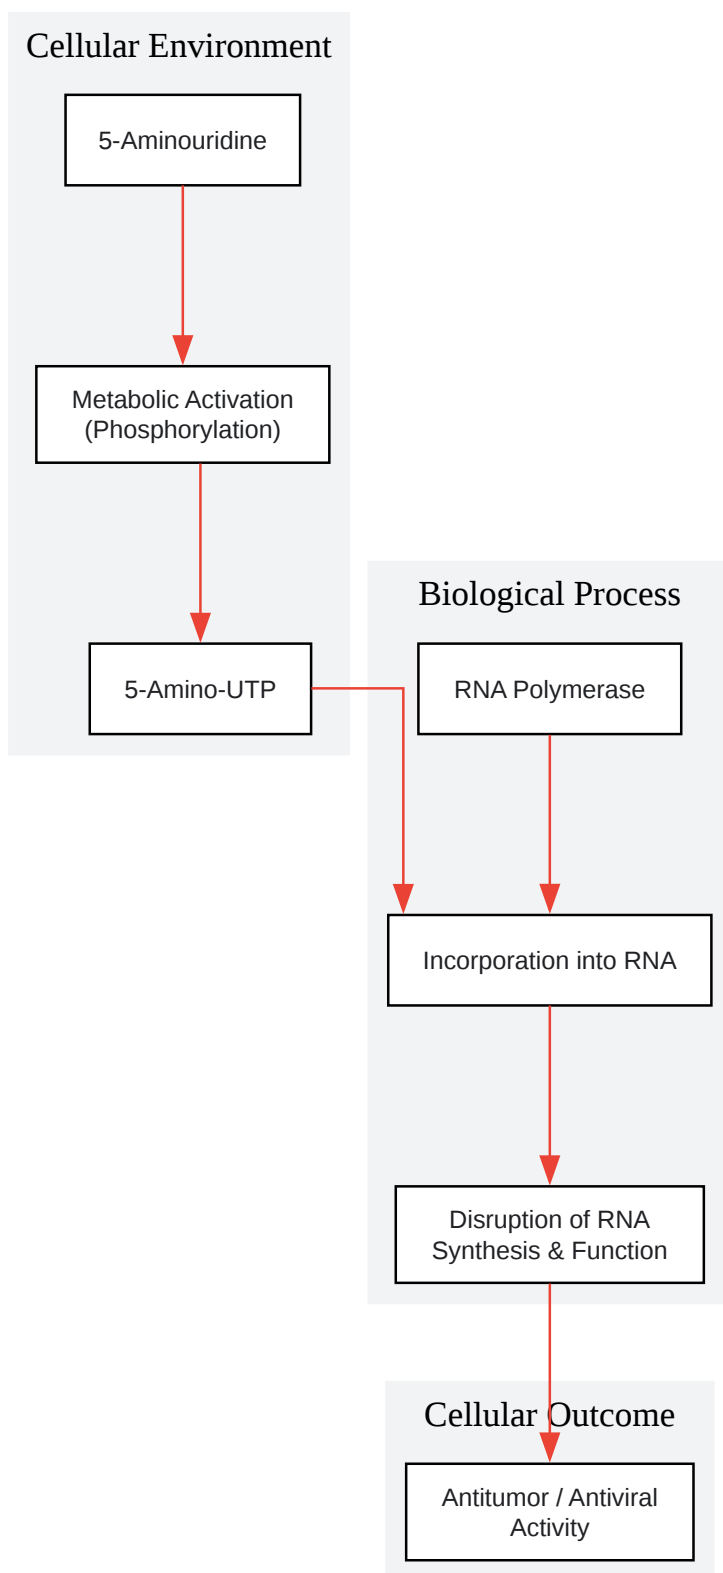 Cellular Environment
5-Aminouridine
Metabolic Activation
(Phosphorylation)
5-Amino-UTP
Biological Process
RNA Polymerase
Incorporation into RNA
Disruption of RNA
Synthesis & Function
Cellular Outcome
Antitumor / Antiviral
Activity